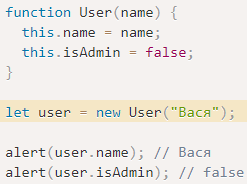 function User(name) {
  this.name = name;
  this.isAdmin = false;
}
let user = new User("Вася");
alert(user.name); // Вася
alert(user.isAdmin); // false